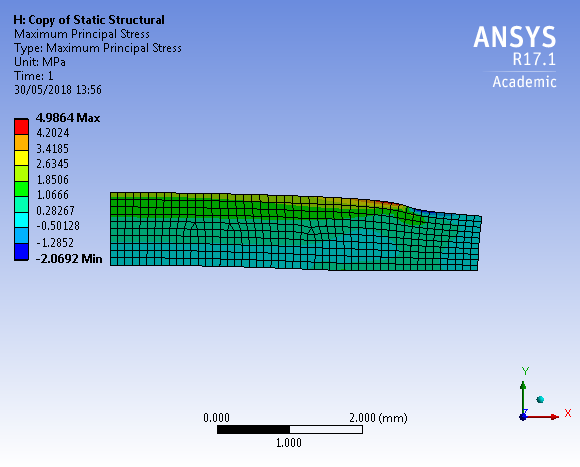 H: Copy of Static Structural
Maximum Principal Stress
Type: Maximum Principal Stress
Unit: MPa
Time: 1
30/05/2018 13:56
ANSYS
R17.1
Academic
4.9864 Max
4.2024
3.4185
2.6345
1.8506
1.0666
0.28267
-0.50128
-1.2852
-2.0692 Min
0.000
2.000 (mm)
1.000
Y
Z
X